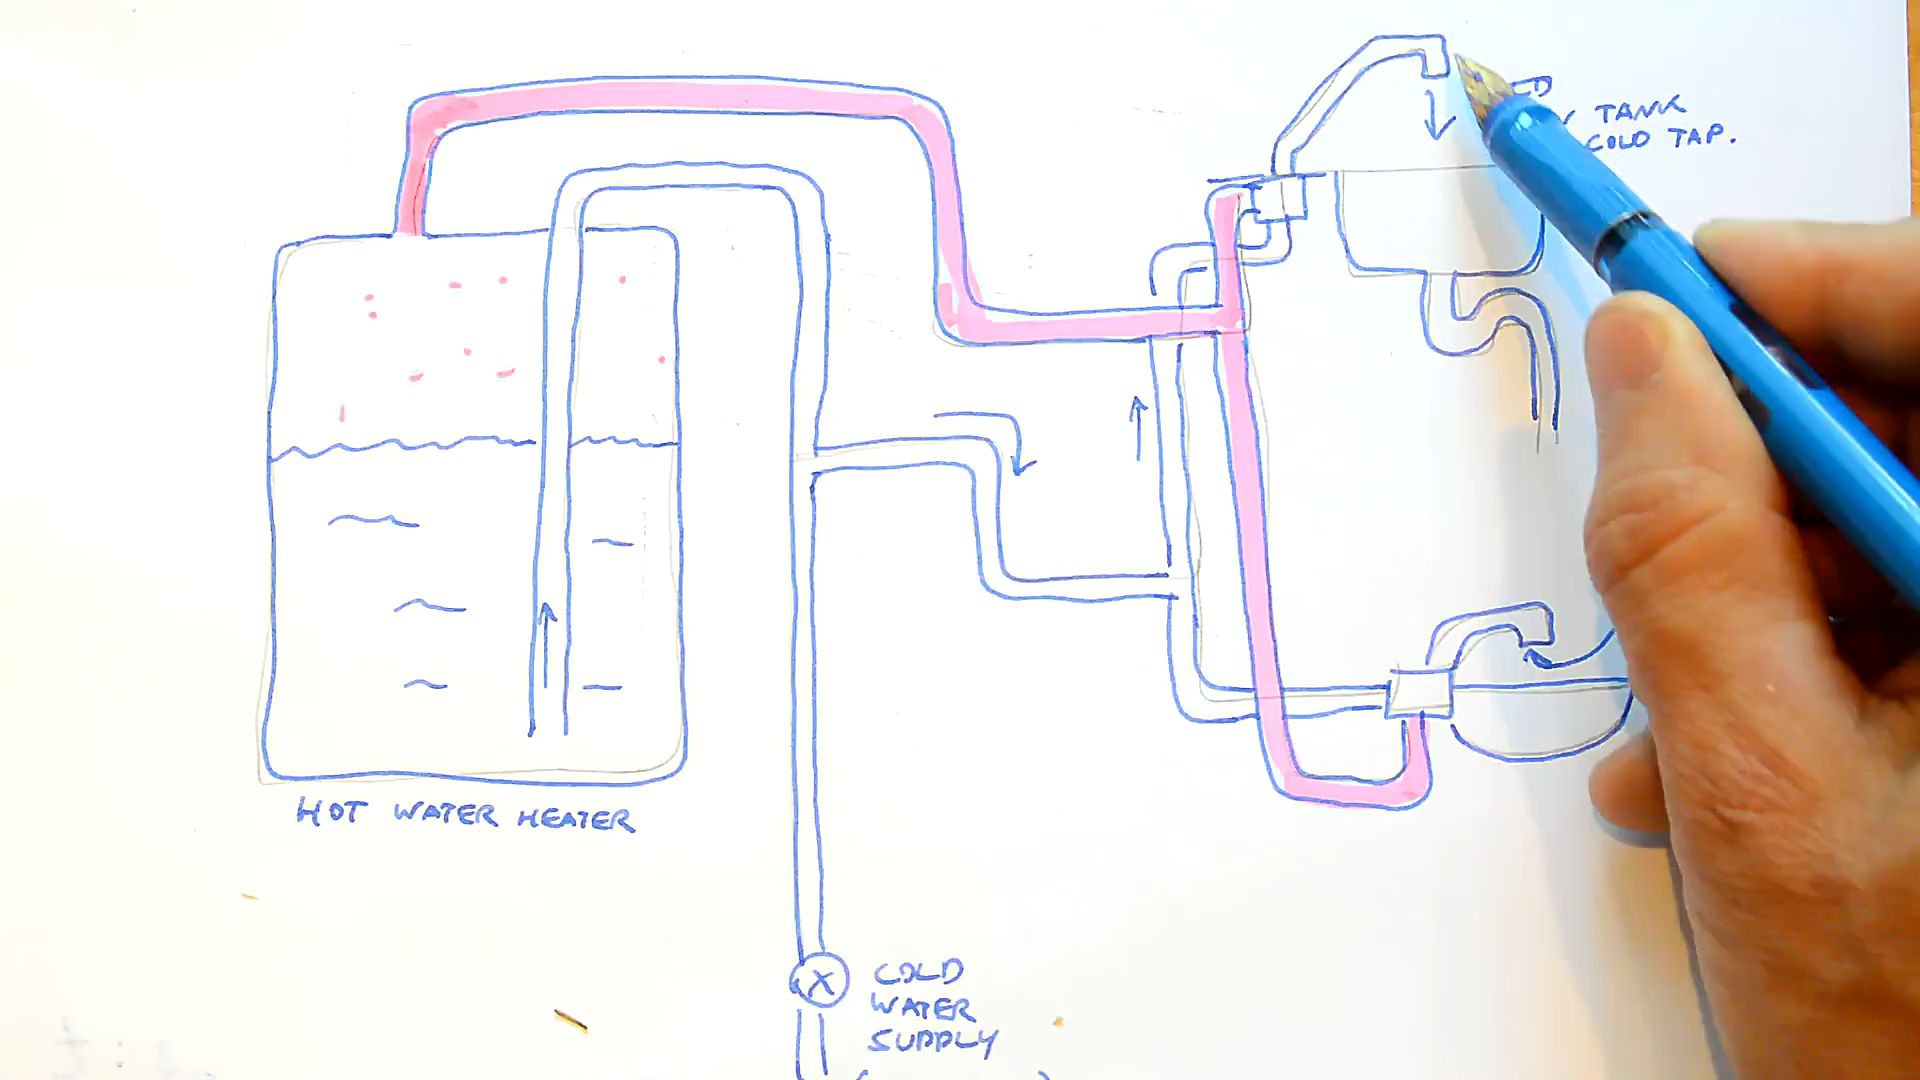 TANK
COLD TAP.
HOT WATER HEATER
X
COLD
WATER
SUPPLY